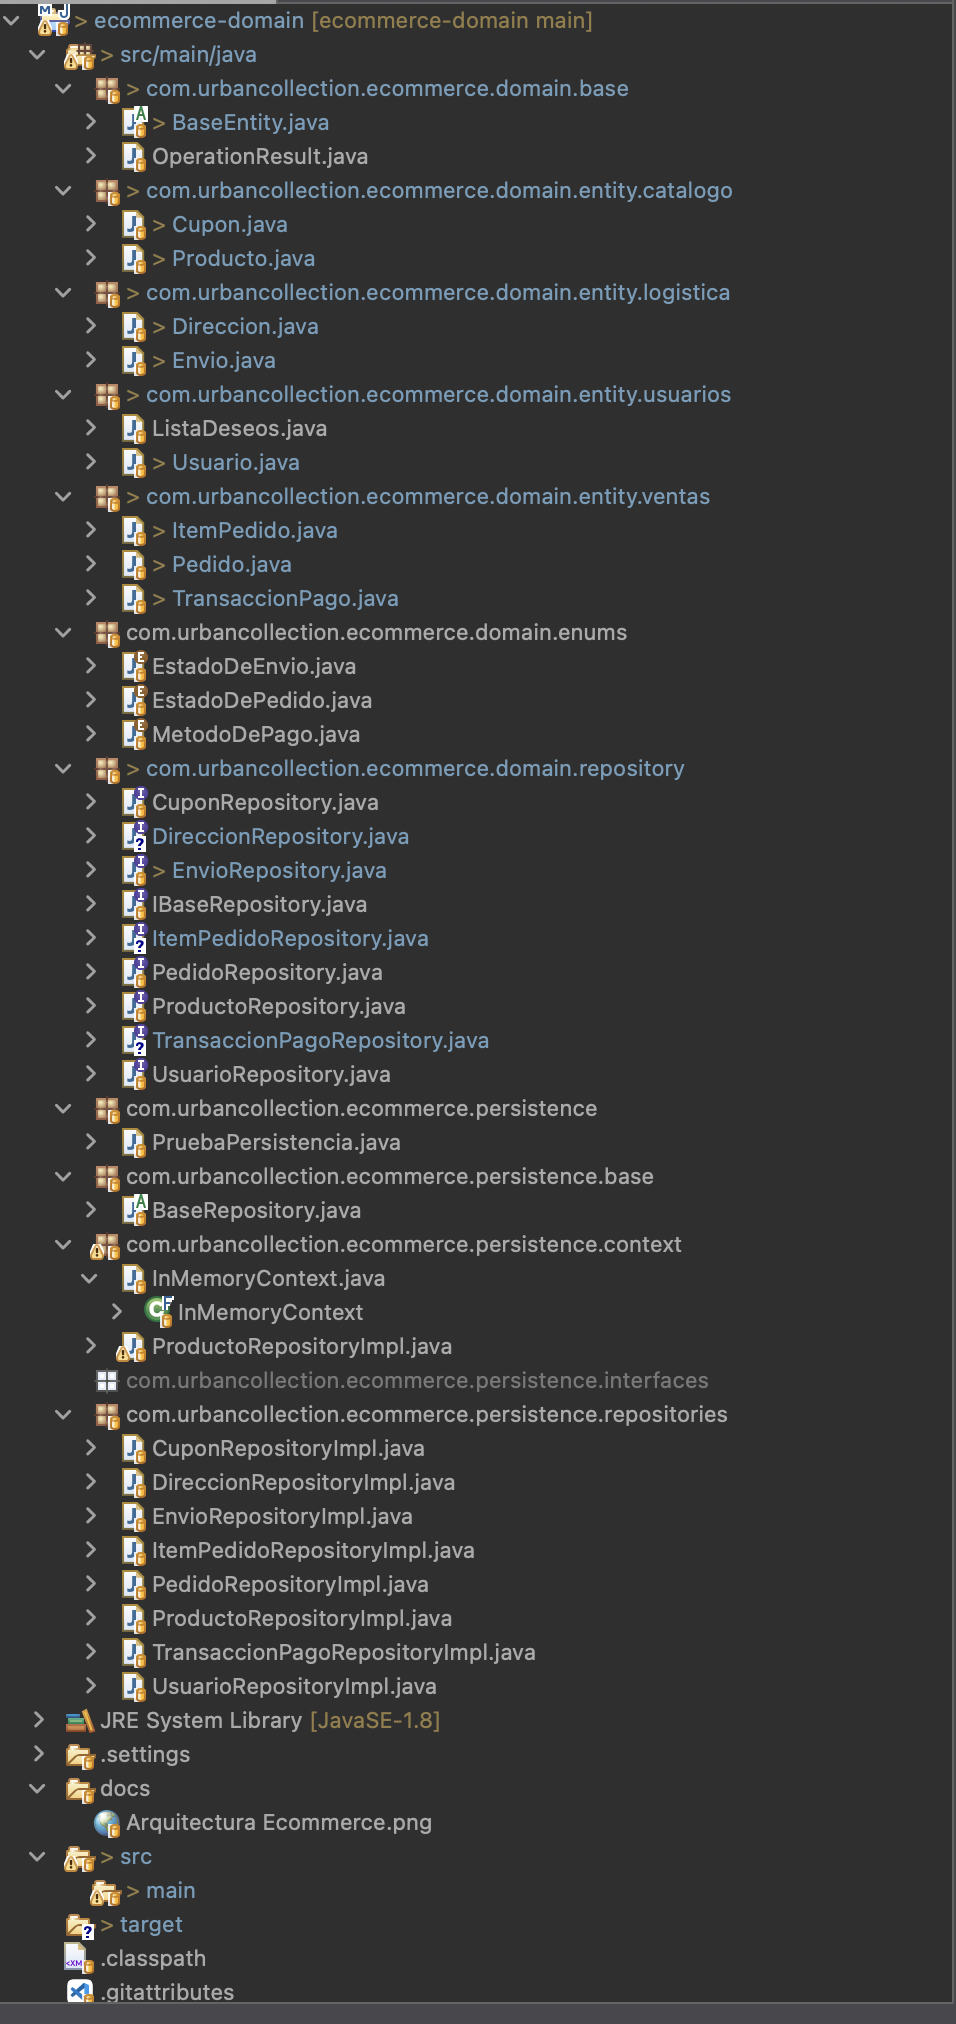 > ecommerce-domain [ecommerce-domain main]
> src/main/java
> com.urbancollection.ecommerce.domain.base
> BaseEntity.java
OperationResult.java
> com.urbancollection.ecommerce.domain.entity.catalogo
> Cupon.java
> Producto.java
> com.urbancollection.ecommerce.domain.entity.logistica
> Direccion.java
> Envio.java
> com.urbancollection.ecommerce.domain.entity.usuarios
ListaDeseos.java
> Usuario.java
> com.urbancollection.ecommerce.domain.entity.ventas
> ItemPedido.java
> Pedido.java
> TransaccionPago.java
com.urbancollection.ecommerce.domain.enums
EstadoDeEnvio.java
EstadoDePedido.java
MetodoDePago.java
> com.urbancollection.ecommerce.domain.repository
CuponRepository.java
DireccionRepository.java
> EnvioRepository.java
IBaseRepository.java
ItemPedidoRepository.java
PedidoRepository.java
ProductoRepository.java
TransaccionPagoRepository.java
UsuarioRepository.java
com.urbancollection.ecommerce.persistence
PruebaPersistencia.java
com.urbancollection.ecommerce.persistence.base
BaseRepository.java
com.urbancollection.ecommerce.persistence.context
InMemoryContext.java
InMemoryContext
ProductoRepositoryImpl.java
com.urbancollection.ecommerce.persistence.interfaces
com.urbancollection.ecommerce.persistence.repositories
CuponRepositoryImpl.java
DireccionRepositoryImpl.java
EnvioRepositoryImpl.java
ItemPedidoRepositoryImpl.java
PedidoRepositoryImpl.java
ProductoRepositoryImpl.java
TransaccionPagoRepositoryImpl.java
UsuarioRepositoryImpl.java
JRE System Library [JavaSE-1.8]
.settings
docs
Arquitectura Ecommerce.png
> src
> main
> target
.classpath
.gitattributes